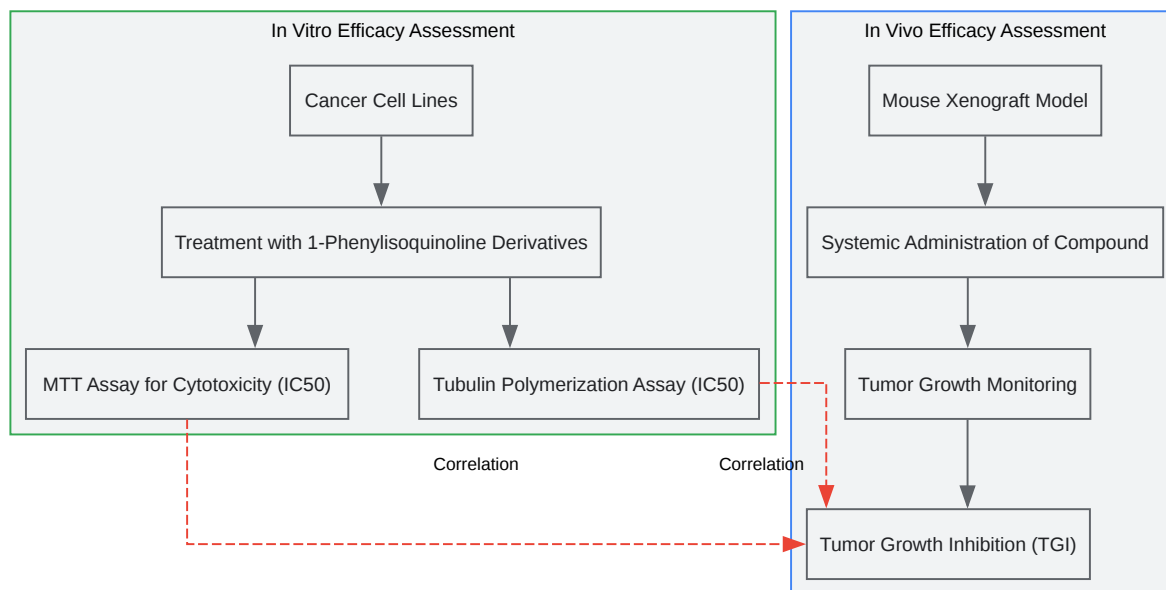 In Vitro Efficacy Assessment
Cancer Cell Lines
Treatment with 1-Phenylisoquinoline Derivatives
MTT Assay for Cytotoxicity (IC50)
Tubulin Polymerization Assay (IC50)
Correlation
Correlation
In Vivo Efficacy Assessment
Mouse Xenograft Model
Systemic Administration of Compound
Tumor Growth Monitoring
Tumor Growth Inhibition (TGI)